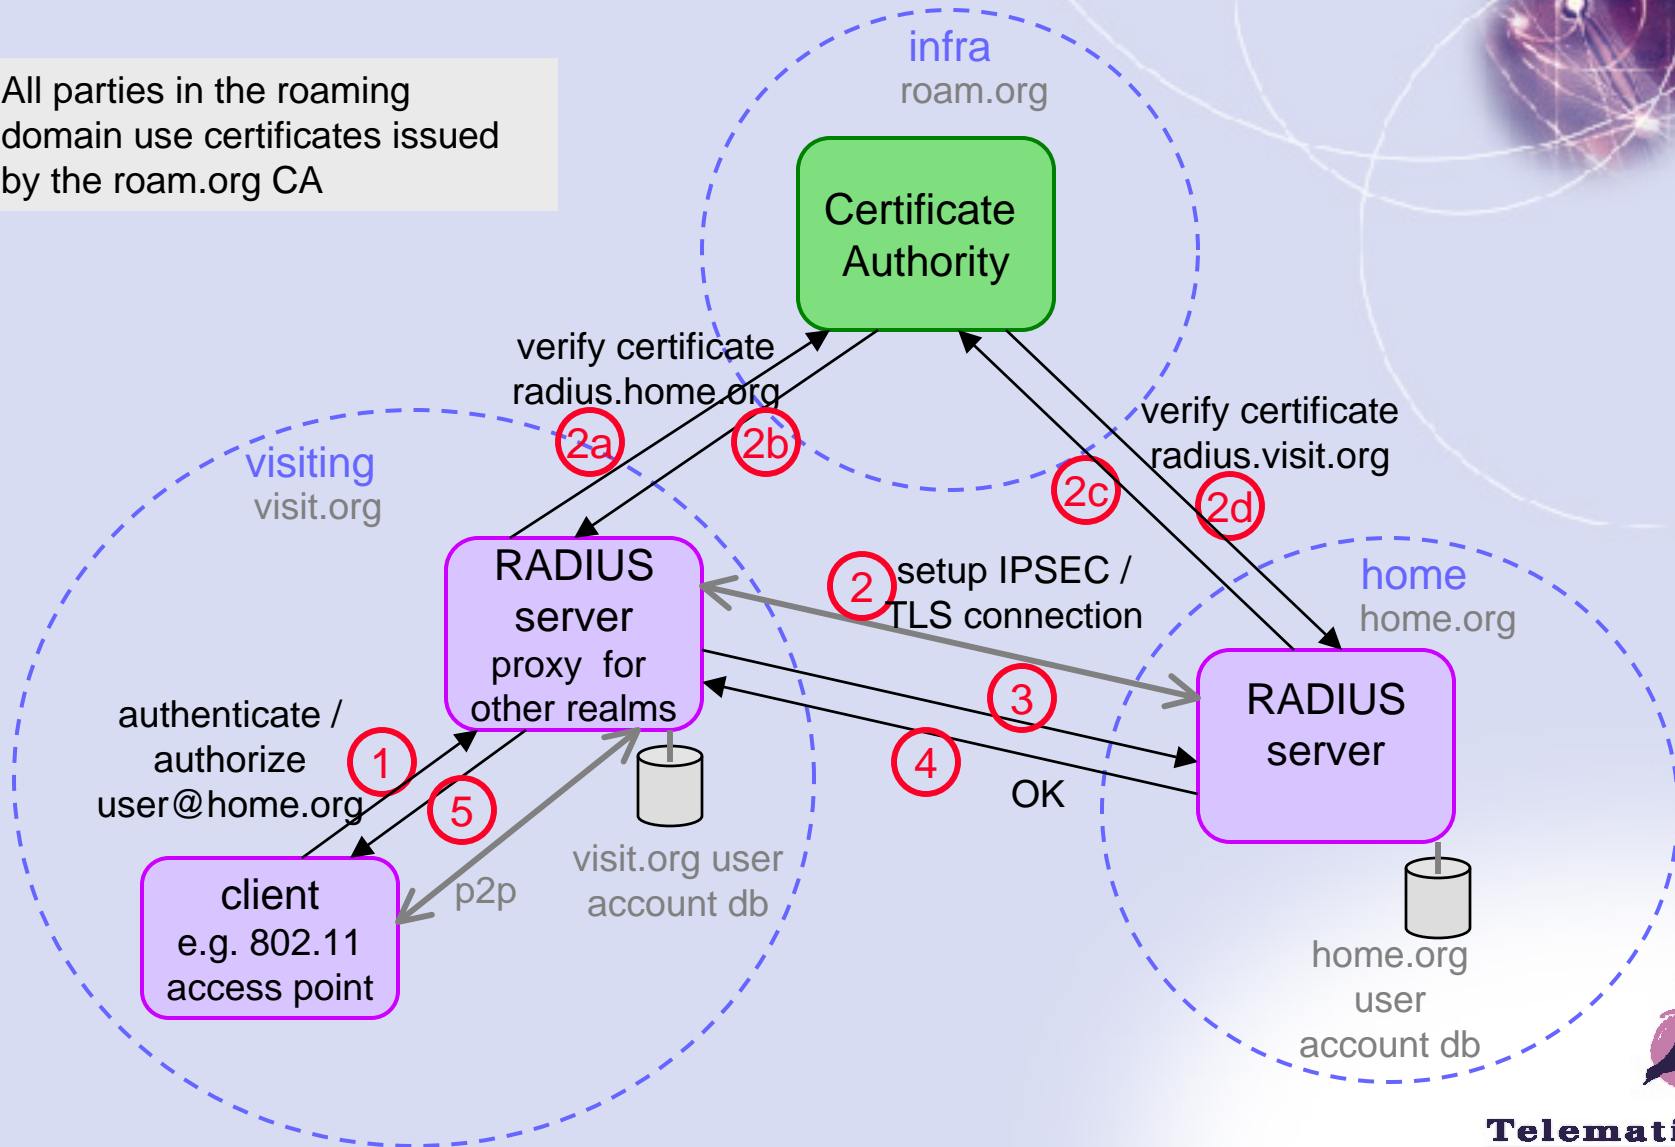 All parties in the roaming
domain use certificates issued
by the roam.org CA
infra
roam.org
Certificate
Authority
verify certificate
radius.home.org
2a
2b
verify certificate
radius.visit.org
2c
2d
visiting
visit.org
RADIUS
server
proxy for
other realms
2
setup IPSEC /
TLS connection
home
home.org
RADIUS
server
3
4
OK
authenticate /
authorize
user@home.org
1
5
client
e.g. 802.11
access point
p2p
visit.org user
account db
home.org
user
account db